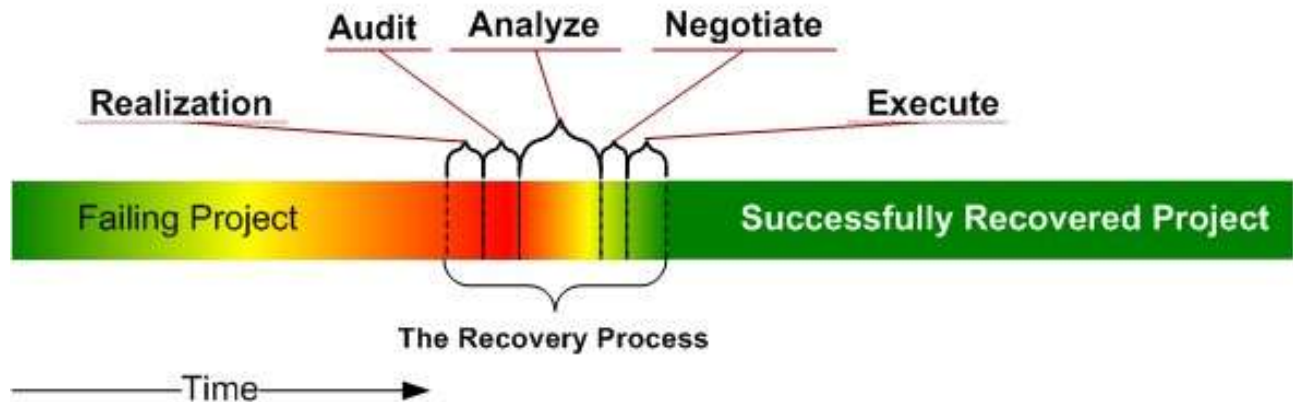 Audit
Analyze
Negotiate
Realization
Execute
Failing Project
Successfully Recovered Project
The Recovery Process
Time